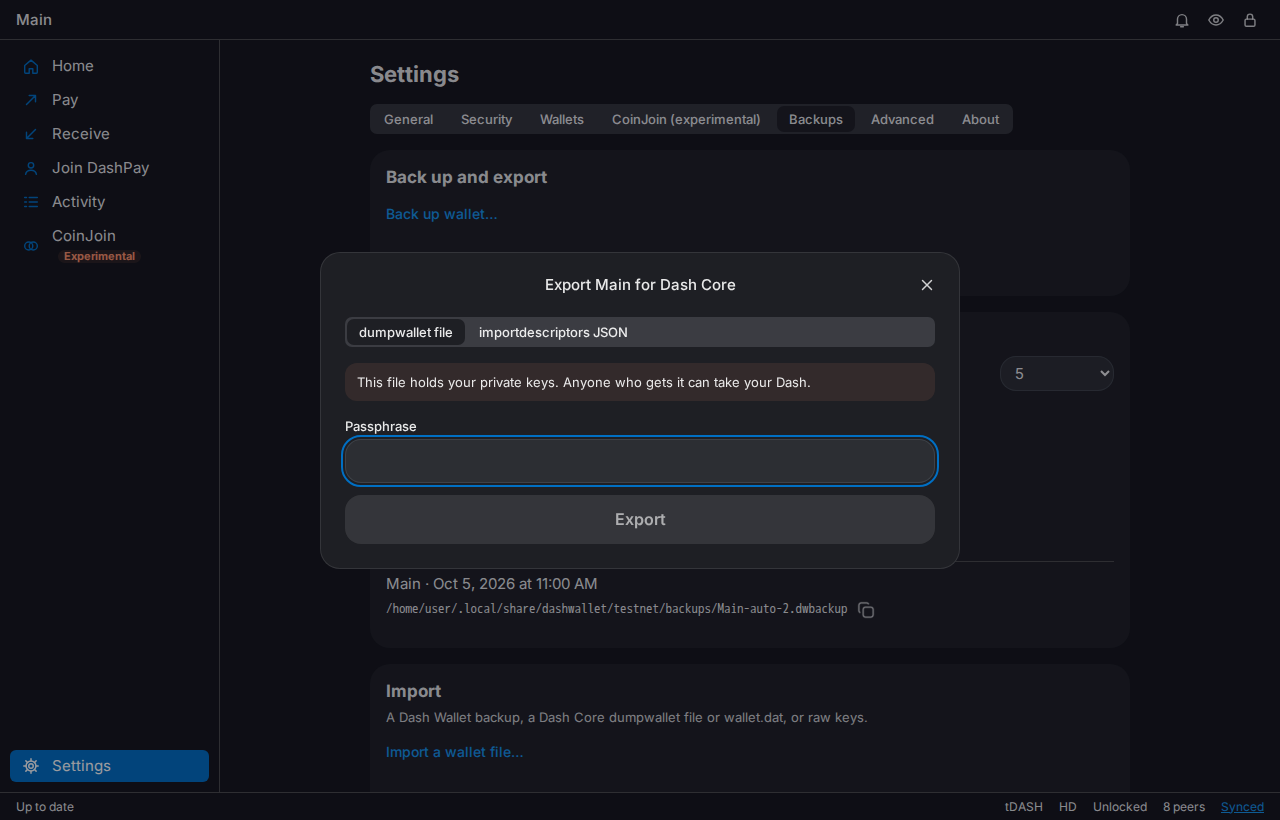 Main
Home
Pay
Receive
Join DashPay
Activity
CoinJoin
Experimental
Settings
Settings
General Security Wallets CoinJoin (experimental) Backups Advanced About
Back up and export
Back up wallet...
Export Main for Dash Core
dumpwallet file importdescriptors JSON
This file holds your private keys. Anyone who gets it can take your Dash.
Passphrase
Export
5
Main · Oct 5, 2026 at 11:00 AM
/home/user/.local/share/dashwallet/testnet/backups/Main-auto-2.dwbackup
Import
A Dash Wallet backup, a Dash Core dumpwallet file or wallet.dat, or raw keys.
Import a wallet file...
Up to date
tDASH HD Unlocked 8 peers Synced